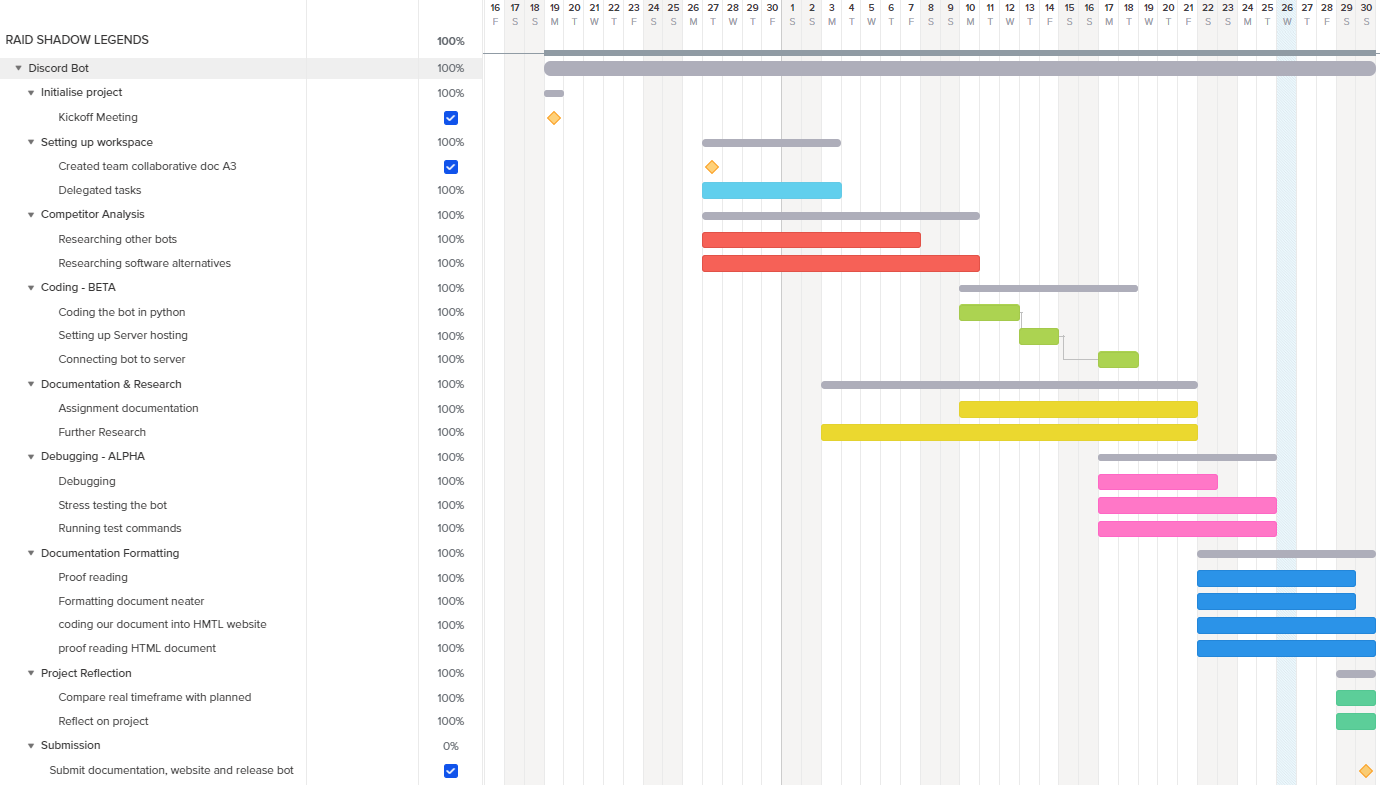 16 17 18 19 20 21 22 23 24 25 26 27 28 29 30 1 2 3 4 5 6 7 8 9 10 11 12 13 14 15 16 17 18 19 20 21 22 23 24 25 26 27 28 29 30
F S S M T W T F S S M T W T F S S M T W T F S S M T W T F S S M T W T F S S M T W T F S S
RAID SHADOW LEGENDS 100%
Discord Bot 100%
Initialise project 100%
Kickoff Meeting
Setting up workspace 100%
Created team collaborative doc A3
Delegated tasks 100%
Competitor Analysis 100%
Researching other bots 100%
Researching software alternatives 100%
Coding - BETA 100%
Coding the bot in python 100%
Setting up Server hosting 100%
Connecting bot to server 100%
Documentation & Research 100%
Assignment documentation 100%
Further Research 100%
Debugging - ALPHA 100%
Debugging 100%
Stress testing the bot 100%
Running test commands 100%
Documentation Formatting 100%
Proof reading 100%
Formatting document neater 100%
coding our document into HMTL website 100%
proof reading HTML document 100%
Project Reflection 100%
Compare real timeframe with planned 100%
Reflect on project 100%
Submission 0%
Submit documentation, website and release bot